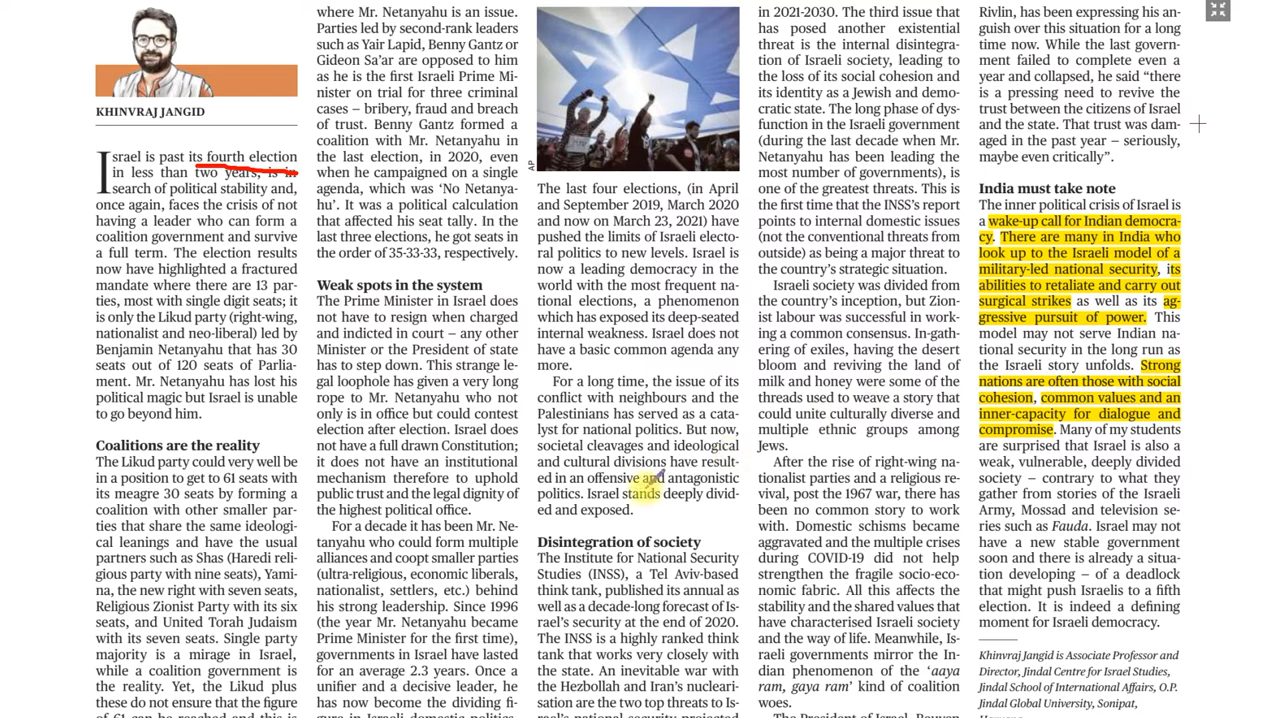 KHINVRAJ JANGID
Israel is past its fourth election
in less than two years, is in
search of political stability and,
once again, faces the crisis of not
having a leader who can form a
coalition government and survive
a full term. The election results
now have highlighted a fractured
mandate where there are 13 par-
ties, most with single digit seats; it
is only the Likud party (right-wing,
nationalist and neo-liberal) led by
Benjamin Netanyahu that has 30
seats out of 120 seats of Parlia-
ment. Mr. Netanyahu has lost his
political magic but Israel is unable
to go beyond him.
Coalitions are the reality
The Likud party could very well be
in a position to get to 61 seats with
its meagre 30 seats by forming a
coalition with other smaller par-
ties that share the same ideologi-
cal leanings and have the usual
partners such as Shas (Haredi reli-
gious party with nine seats), Yami-
na, the new right with seven seats,
Religious Zionist Party with its six
seats, and United Torah Judaism
with its seven seats. Single party
majority is a mirage in Israel,
while a coalition government is
the reality. Yet, the Likud plus
these do not ensure that the figure
of 61 can be reached and this is
where Mr. Netanyahu is an issue.
Parties led by second-rank leaders
such as Yair Lapid, Benny Gantz or
Gideon Sa'ar are opposed to him
as he is the first Israeli Prime Mi-
nister on trial for three criminal
cases – bribery, fraud and breach
of trust. Benny Gantz formed a
coalition with Mr. Netanyahu in
the last election, in 2020, even
when he campaigned on a single
agenda, which was 'No Netanya-
hu'. It was a political calculation
that affected his seat tally. In the
last three elections, he got seats in
the order of 35-33-33, respectively.
Weak spots in the system
The Prime Minister in Israel does
not have to resign when charged
and indicted in court – any other
Minister or the President of state
has to step down. This strange le-
gal loophole has given a very long
rope to Mr. Netanyahu who not
only is in office but could contest
election after election. Israel does
not have a full drawn Constitution;
it does not have an institutional
mechanism therefore to uphold
public trust and the legal dignity of
the highest political office.
For a decade it has been Mr. Ne-
tanyahu who could form multiple
alliances and coopt smaller parties
(ultra-religious, economic liberals,
nationalist, settlers, etc.) behind
his strong leadership. Since 1996
(the year Mr. Netanyahu became
Prime Minister for the first time),
governments in Israel have lasted
for an average 2.3 years. Once a
unifier and a decisive leader, he
has now become the dividing fi-
gure in Israeli domestic politics.
AP
The last four elections, (in April
and September 2019, March 2020
and now on March 23, 2021) have
pushed the limits of Israeli electo-
ral politics to new levels. Israel is
now a leading democracy in the
world with the most frequent na-
tional elections, a phenomenon
which has exposed its deep-seated
internal weakness. Israel does not
have a basic common agenda any
more.
For a long time, the issue of its
conflict with neighbours and the
Palestinians has served as a cata-
lyst for national politics. But now,
societal cleavages and ideological
and cultural divisions have result-
ed in an offensive and antagonistic
politics. Israel stands deeply divid-
ed and exposed.
Disintegration of society
The Institute for National Security
Studies (INSS), a Tel Aviv-based
think tank, published its annual as
well as a decade-long forecast of Is-
rael's security at the end of 2020.
The INSS is a highly ranked think
tank that works very closely with
the state. An inevitable war with
the Hezbollah and Iran's nucleari-
sation are the two top threats to Is-
rael's national security projected
in 2021-2030. The third issue that
has posed another existential
threat is the internal disintegra-
tion of Israeli society, leading to
the loss of its social cohesion and
its identity as a Jewish and demo-
cratic state. The long phase of dys-
function in the Israeli government
(during the last decade when Mr.
Netanyahu has been leading the
most number of governments), is
one of the greatest threats. This is
the first time that the INSS's report
points to internal domestic issues
(not the conventional threats from
outside) as being a major threat to
the country's strategic situation.
Israeli society was divided from
the country's inception, but Zion-
ist labour was successful in work-
ing a common consensus. In-gath-
ering of exiles, having the desert
bloom and reviving the land of
milk and honey were some of the
threads used to weave a story that
could unite culturally diverse and
multiple ethnic groups among
Jews.
After the rise of right-wing na-
tionalist parties and a religious re-
vival, post the 1967 war, there has
been no common story to work
with. Domestic schisms became
aggravated and the multiple crises
during COVID-19 did not help
strengthen the fragile socio-eco-
nomic fabric. All this affects the
stability and the shared values that
have characterised Israeli society
and the way of life. Meanwhile, Is-
raeli governments mirror the In-
dian phenomenon of the 'aaya
ram, gaya ram' kind of coalition
woes.
The President of Israel, Reuven
Rivlin, has been expressing his an-
guish over this situation for a long
time now. While the last govern-
ment failed to complete even a
year and collapsed, he said "there
is a pressing need to revive the
trust between the citizens of Israel
and the state. That trust was dam-
aged in the past year – seriously,
maybe even critically".
India must take note
The inner political crisis of Israel is
a wake-up call for Indian democra-
cy. There are many in India who
look up to the Israeli model of a
military-led national security, its
abilities to retaliate and carry out
surgical strikes as well as its ag-
gressive pursuit of power. This
model may not serve Indian na-
tional security in the long run as
the Israeli story unfolds. Strong
nations are often those with social
cohesion, common values and an
inner-capacity for dialogue and
compromise. Many of my students
are surprised that Israel is also a
weak, vulnerable, deeply divided
society – contrary to what they
gather from stories of the Israeli
Army, Mossad and television se-
ries such as Fauda. Israel may not
have a new stable government
soon and there is already a situa-
tion developing – of a deadlock
that might push Israelis to a fifth
election. It is indeed a defining
moment for Israeli democracy.
Khinvraj Jangid is Associate Professor and
Director, Jindal Centre for Israel Studies,
Jindal School of International Affairs, O.P.
Jindal Global University, Sonipat,